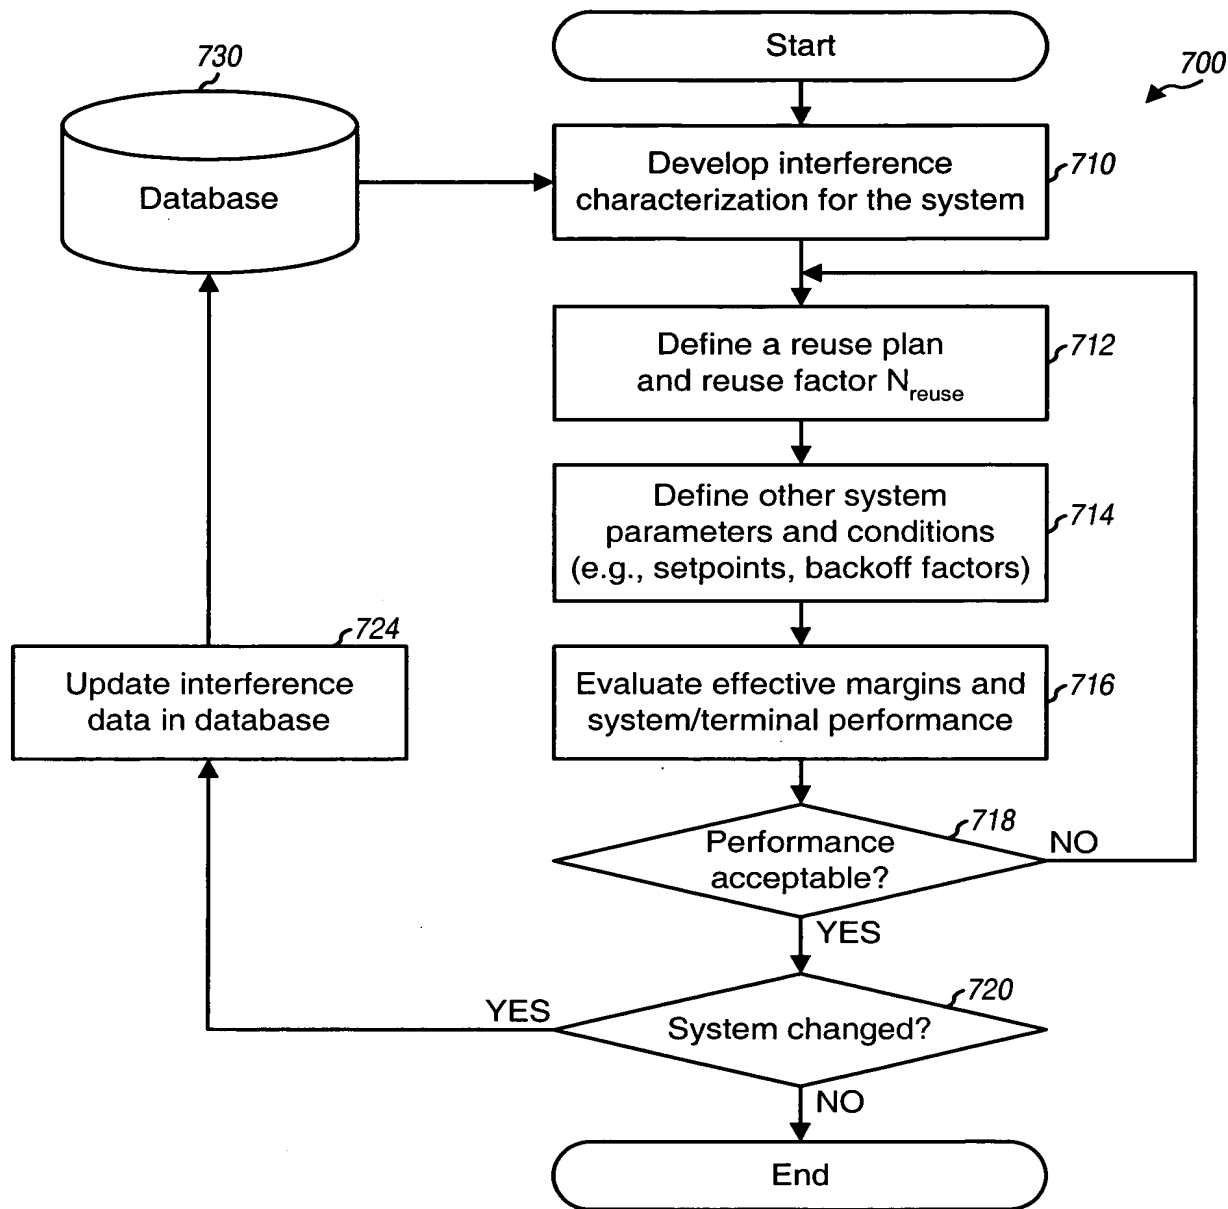 Start
700
730
Database
Develop interference
characterization for the system
710
Define a reuse plan
and reuse factor N_reuse
712
Define other system
parameters and conditions
(e.g., setpoints, backoff factors)
714
724
Update interference
data in database
Evaluate effective margins and
system/terminal performance
716
718
Performance
acceptable?
NO
YES
720
YES
System changed?
NO
End